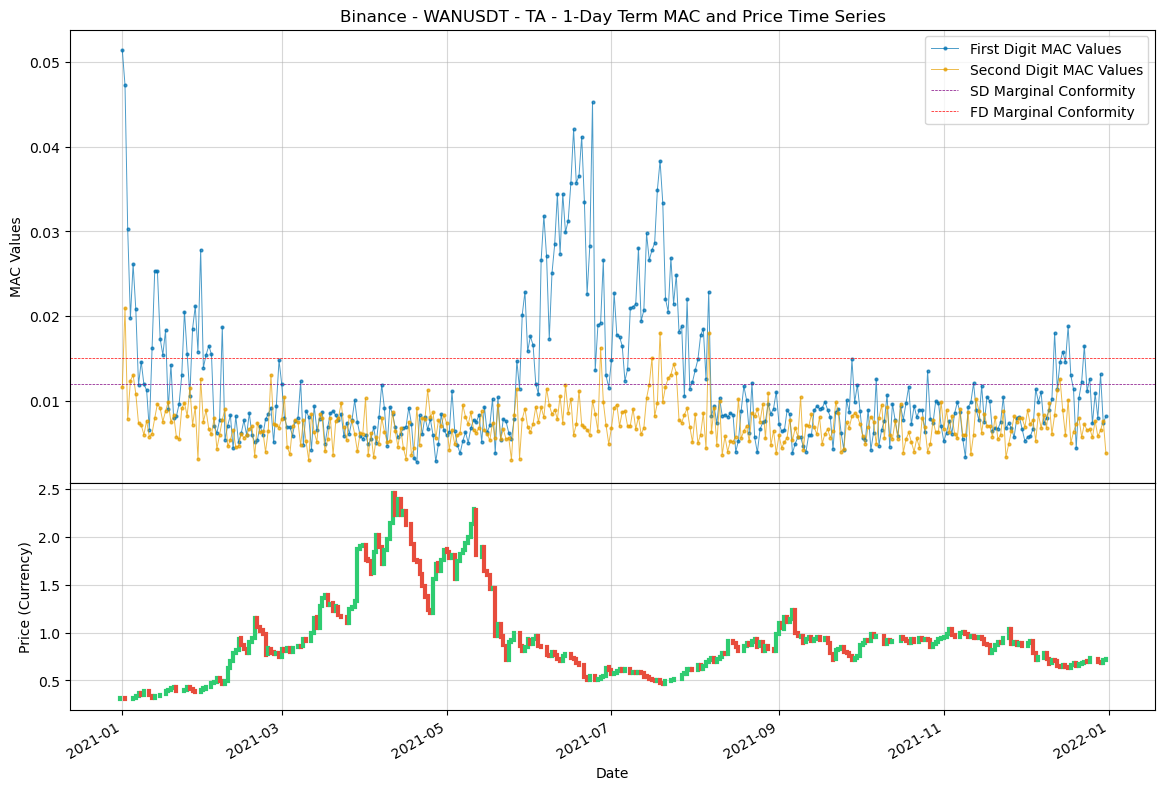 Binance - WANUSDT - TA - 1-Day Term MAC and Price Time Series
First Digit MAC Values
Second Digit MAC Values
SD Marginal Conformity
FD Marginal Conformity
MAC Values
0.05
0.04
0.03
0.02
0.01
Price (Currency)
2.5
2.0
1.5
1.0
0.5
2021-01
2021-03
2021-05
2021-07
2021-09
2021-11
2022-01
Date